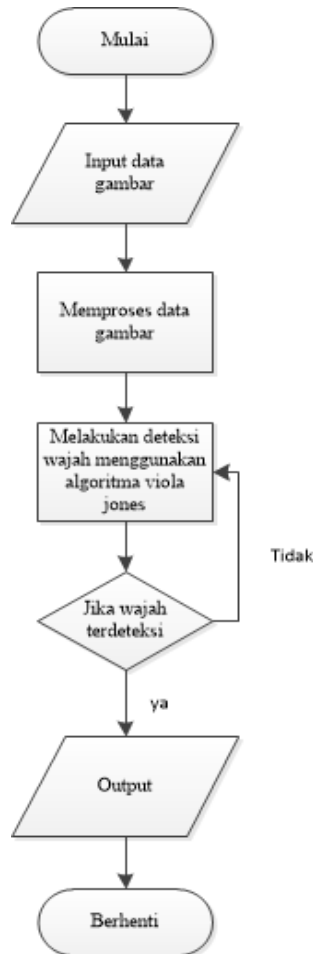 Mulai
Input data
gambar
Memproses data
gambar
Melakukan deteksi
wajah menggunakan
algoritma viola
jones
Tidak
Jika wajah
terdeteksi
ya
Output
Berhenti